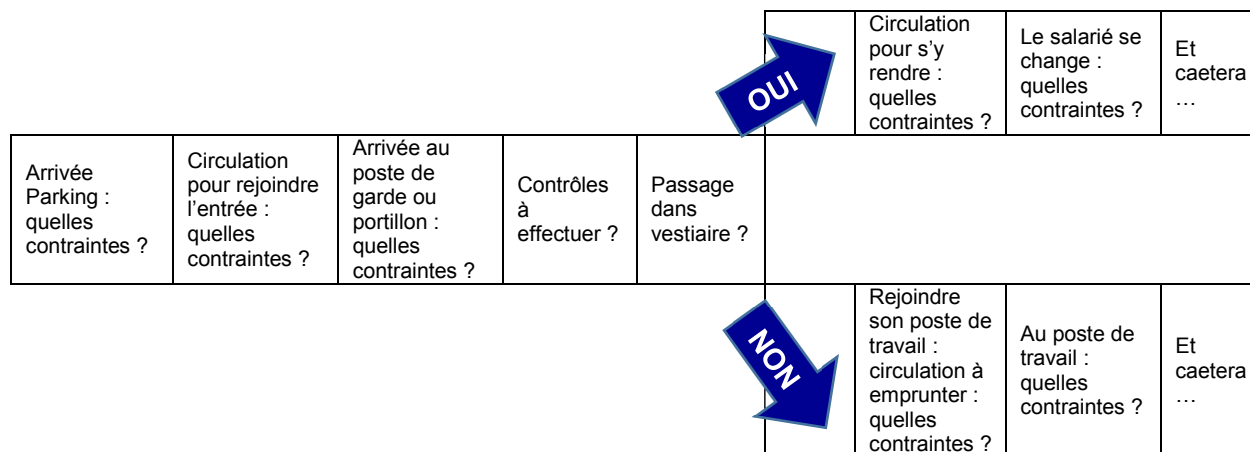 Circulation
pour s’y
rendre :
quelles
contraintes ?
Le salarié se
change :
quelles
contraintes ?
Et
caetera
…
OUI
Arrivée
Parking :
quelles
contraintes ?
Circulation
pour rejoindre
l’entrée :
quelles
contraintes ?
Arrivée au
poste de
garde ou
portillon :
quelles
contraintes ?
Contrôles
à
effectuer ?
Passage
dans
vestiaire ?
NON
Rejoindre
son poste de
travail :
circulation à
emprunter :
quelles
contraintes ?
Au poste de
travail :
quelles
contraintes ?
Et
caetera
…